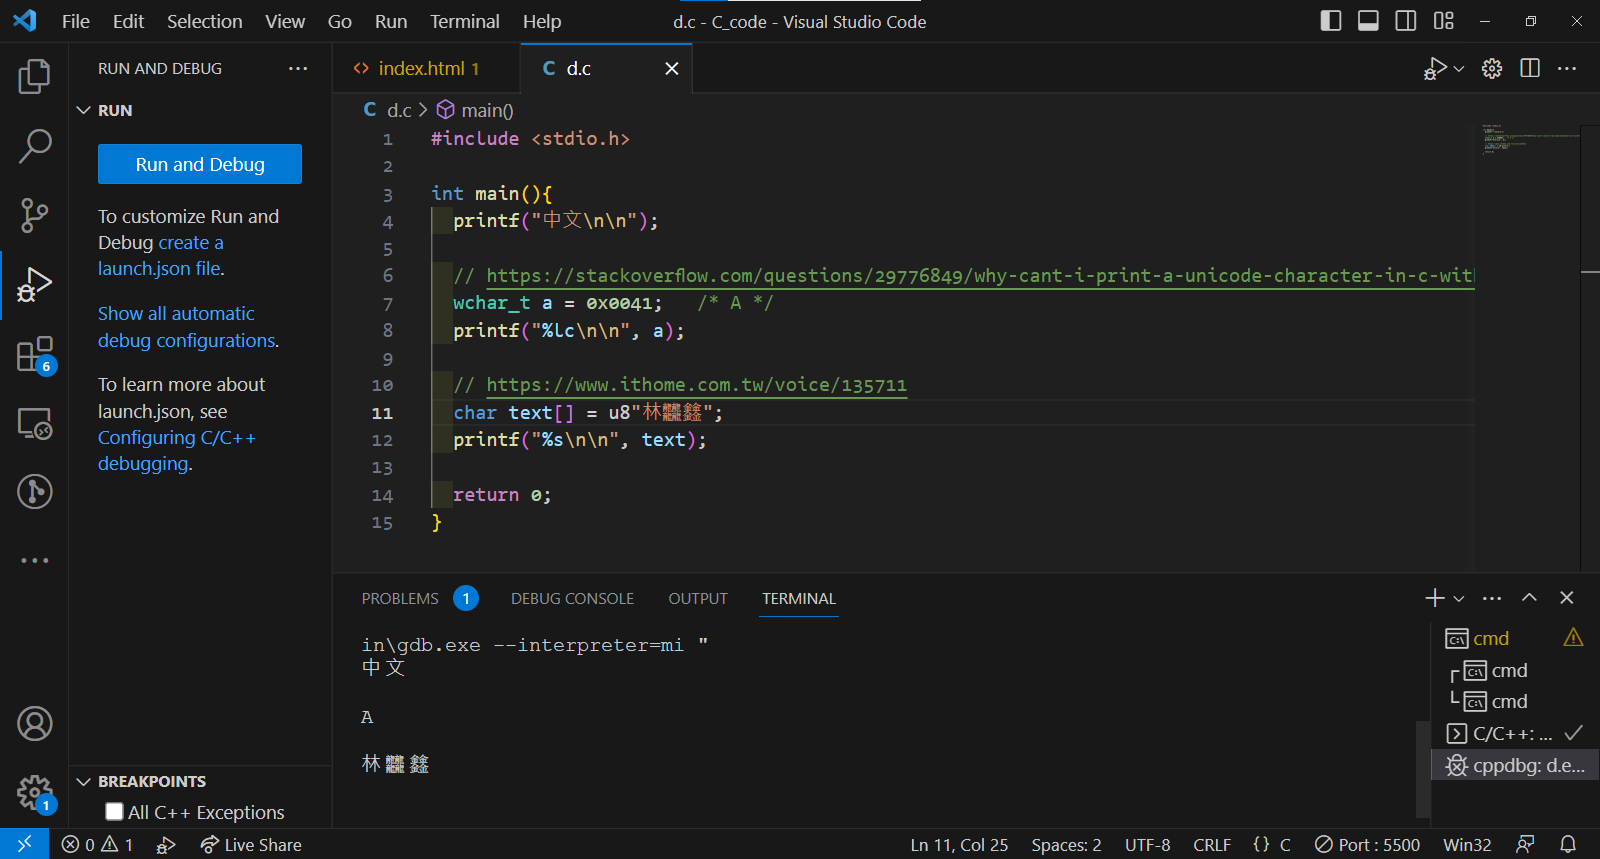 File Edit Selection View Go Run Terminal Help d.c - C_code - Visual Studio Code
RUN AND DEBUG
index.html 1
C d.c
RUN
C d.c > main()
Run and Debug
To customize Run and
Debug create a
launch.json file.
Show all automatic
debug configurations.
To learn more about
launch.json, see
Configuring C/C++
debugging.
6
1 #include <stdio.h>
2
3 int main(){
4 printf("中文\n\n");
5
6 // https://stackoverflow.com/questions/29776849/why-cant-i-print-a-unicode-character-in-c-wit
7 wchar_t a = 0x0041; /* A */
8 printf("%lc\n\n", a);
9
10 // https://www.ithome.com.tw/voice/135711
11 char text[] = u8"林龘鑫";
12 printf("%s\n\n", text);
13
14 return 0;
15 }
PROBLEMS 1 DEBUG CONSOLE OUTPUT TERMINAL
in\gdb.exe --interpreter=mi "
中文
A
林龘鑫
cmd
cmd
cmd
C/C++: ...
cppdbg: d.e...
BREAKPOINTS
All C++ Exceptions
1
0 1 Live Share Ln 11, Col 25 Spaces: 2 UTF-8 CRLF {} C Port : 5500 Win32